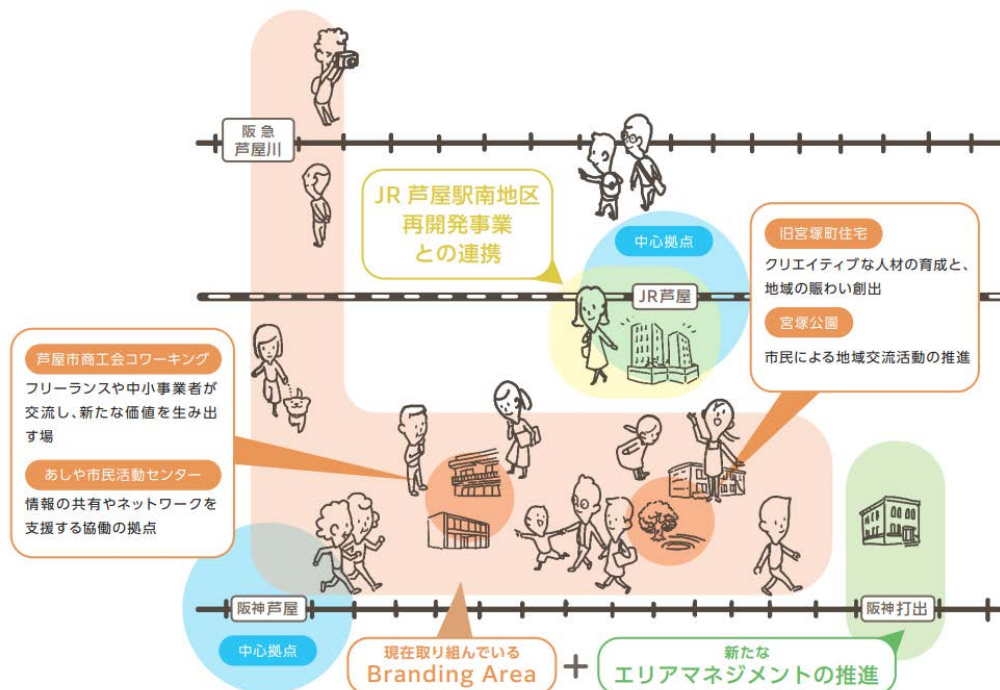 阪急
芦屋川
JR 芦屋駅南地区
再開発事業
との連携
中心拠点
JR芦屋
旧宮塚町住宅
クリエイティブな人材の育成と、
地域の賑わい創出
宮塚公園
市民による地域交流活動の推進
芦屋市商工会コワーキング
フリーランスや中小事業者が
交流し、新たな価値を生み出
す場
あしや市民活動センター
情報の共有やネットワークを
支援する協働の拠点
阪神芦屋
中心拠点
阪神打出
現在取り組んでいる
Branding Area
+
新たな
エリアマネジメントの推進